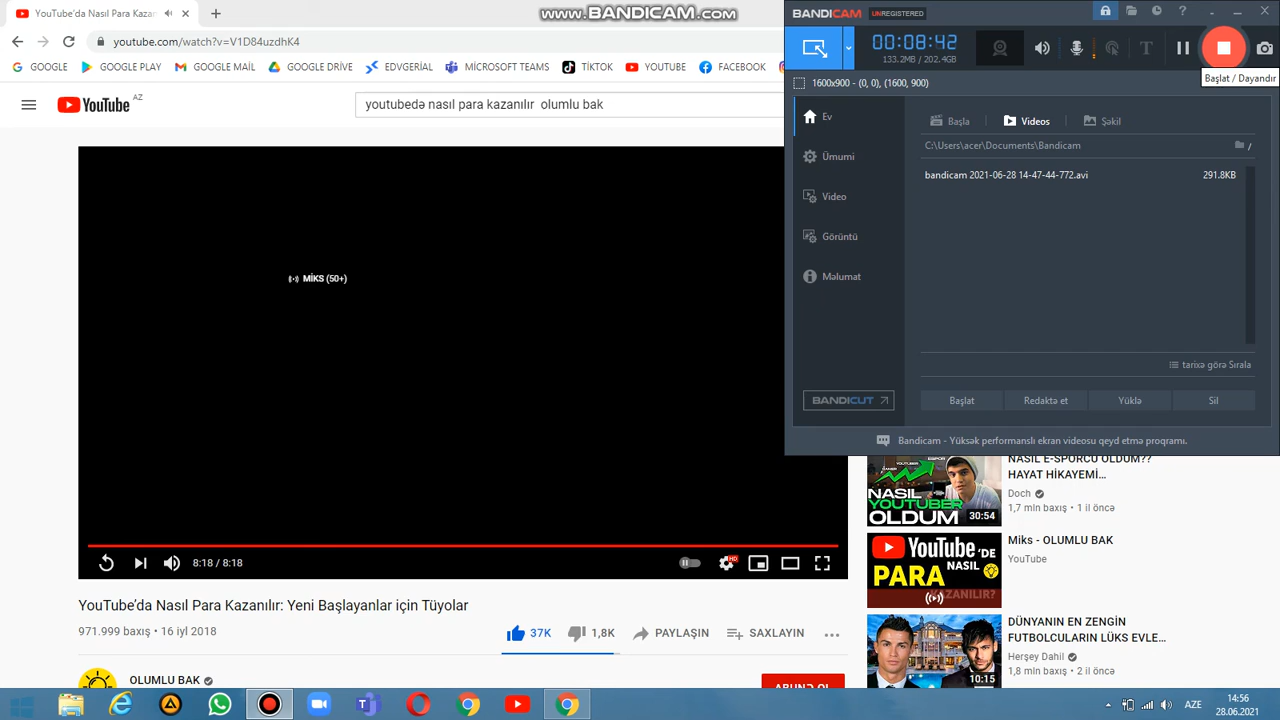 YouTube'da Nasıl Para Kazanır
www.BANDICAM.com
youtube.com/watch?v=V1D84uzdhK4
GOOGLE
GOOGLE PLAY
GOOGLE MAİL
GOOGLE DRİVE
EDYGERİAL
MICROSOFT TEAMS
TİKTOK
YOUTUBE
FACEBOOK
YouTube AZ
youtubedə nasıl para kazanılır olumlu bak
BANDICAM UNREGISTERED
00:08:42
133.2MB / 202.4GB
Başlat / Dayandır
1600x900 - (0, 0), (1600, 900)
Ev
Ümumi
Video
Görüntü
Məlumat
BANDICUT
Başla
Videos
Şəkil
C:\Users\acer\Documents\Bandicam
bandicam 2021-06-28 14-47-44-772.avi
291.8KB
tarixə görə Sırala
Başlat
Redaktə et
Yüklə
Sil
Bandicam - Yüksək performanslı ekran videosu qeyd etmə proqramı.
MİKS (50+)
8:18 / 8:18
HD
YouTube'da Nasıl Para Kazanılır: Yeni Başlayanlar için Tüyolar
971.999 baxış • 16 iyl 2018
37K
1,8K
PAYLAŞIN
SAXLAYIN
OLUMLU BAK
ABUNƏ OL
NASIL YOUTUBER OLDUM
30:54
NASIL E-SPORCU OLDUM??
HAYAT HİKAYEMİ...
Doch
1,7 mln baxış • 1 il öncə
YouTube'DE
NASIL
PARA
KAZANILIR?
Miks - OLUMLU BAK
YouTube
10:15
DÜNYANIN EN ZENGİN
FUTBOLCULARIN LÜKS EVLE...
Herşey Dahil
1,8 mln baxış • 1 il öncə
AZE
14:56
28.06.2021